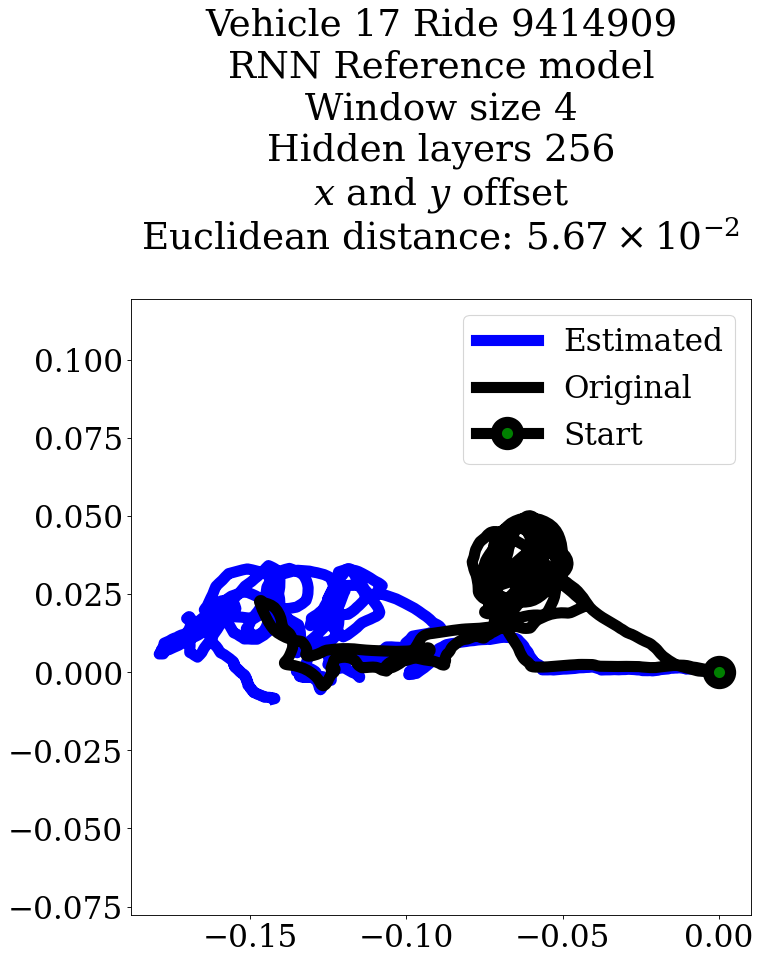 Vehicle 17 Ride 9414909
RNN Reference model
Window size 4
Hidden layers 256
x and y offset
Euclidean distance: 5.67 × 10⁻²
Estimated
Original
Start
0.100
0.075
0.050
0.025
0.000
−0.025
−0.050
−0.075
−0.15 −0.10 −0.05 0.00